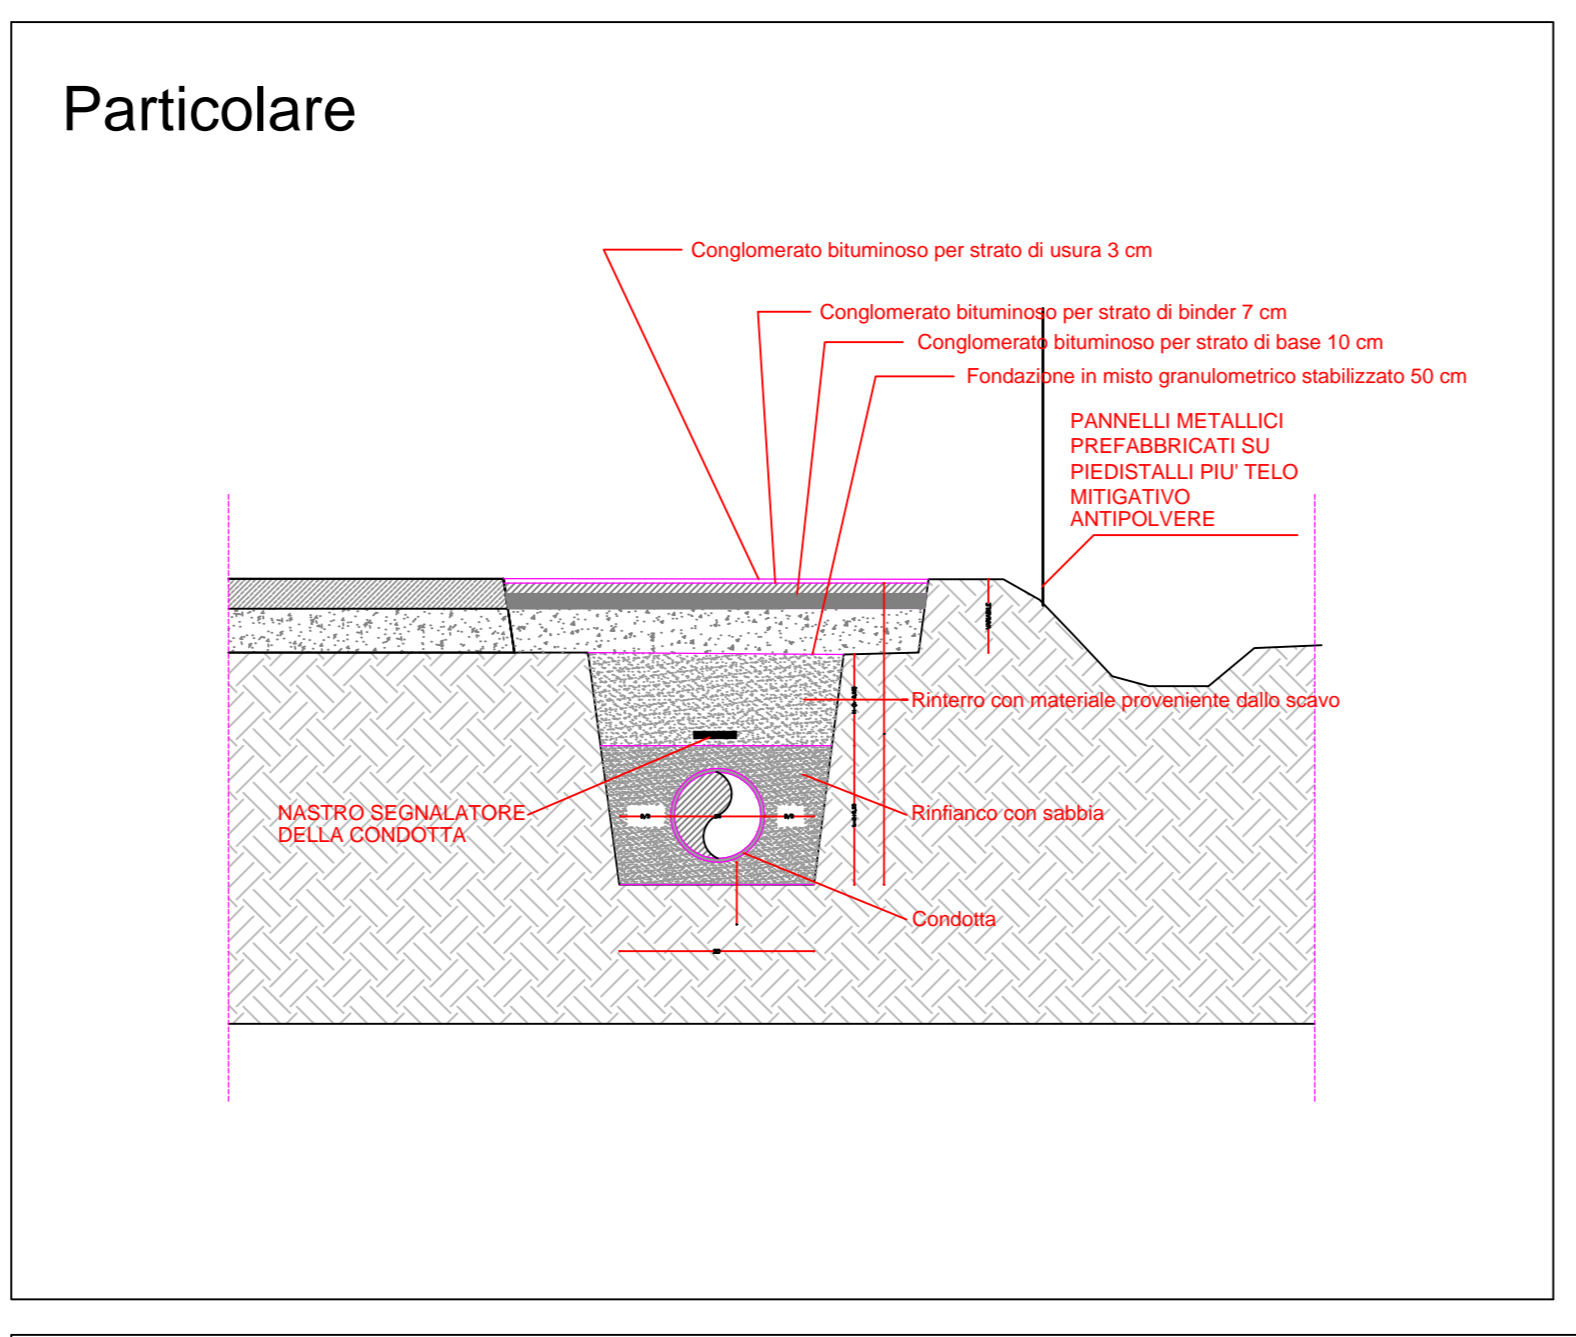 Particolare
Conglomerato bituminoso per strato di usura 3 cm
Conglomerato bituminoso per strato di binder 7 cm
Conglomerato bituminoso per strato di base 10 cm
Fondazione in misto granulometrico stabilizzato 50 cm
PANNELLI METALLICI
PREFABBRICATI SU
PIEDISTALLI PIU' TELO
MITIGATIVO
ANTIPOLVERE
Rinterro con materiale proveniente dallo scavo
NASTRO SEGNALATORE
DELLA CONDOTTA
Rinfianco con sabbia
Condotta